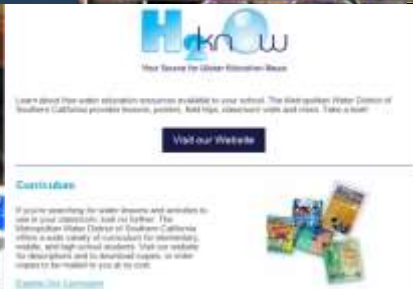 H2knOw
Your Source for Water Education News
Learn about free water education resources available to your school. The Metropolitan Water District of
Southern California provides lessons, posters, field trips, classroom visits and more. Take a look!
Visit our Website
Curriculum
If you're searching for water lessons and activities to
use in your classroom, look no further. The
Metropolitan Water District of Southern California
offers a wide variety of curriculum for elementary,
middle, and high school students. Visit our website
for descriptions and to download copies, or order
copies to be mailed to you at no cost.
Explore Our Curriculum